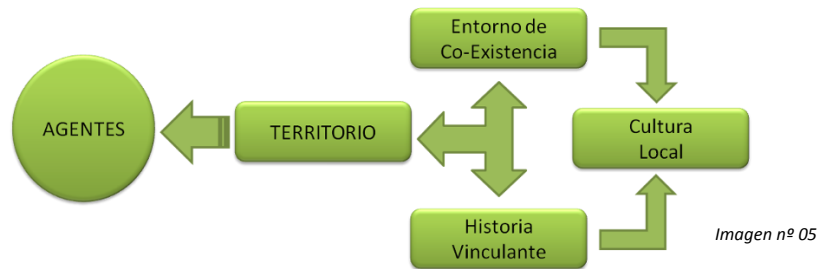 AGENTES
TERRITORIO
Entorno de
Co-Existencia
Cultura
Local
Historia
Vinculante
Imagen nº 05